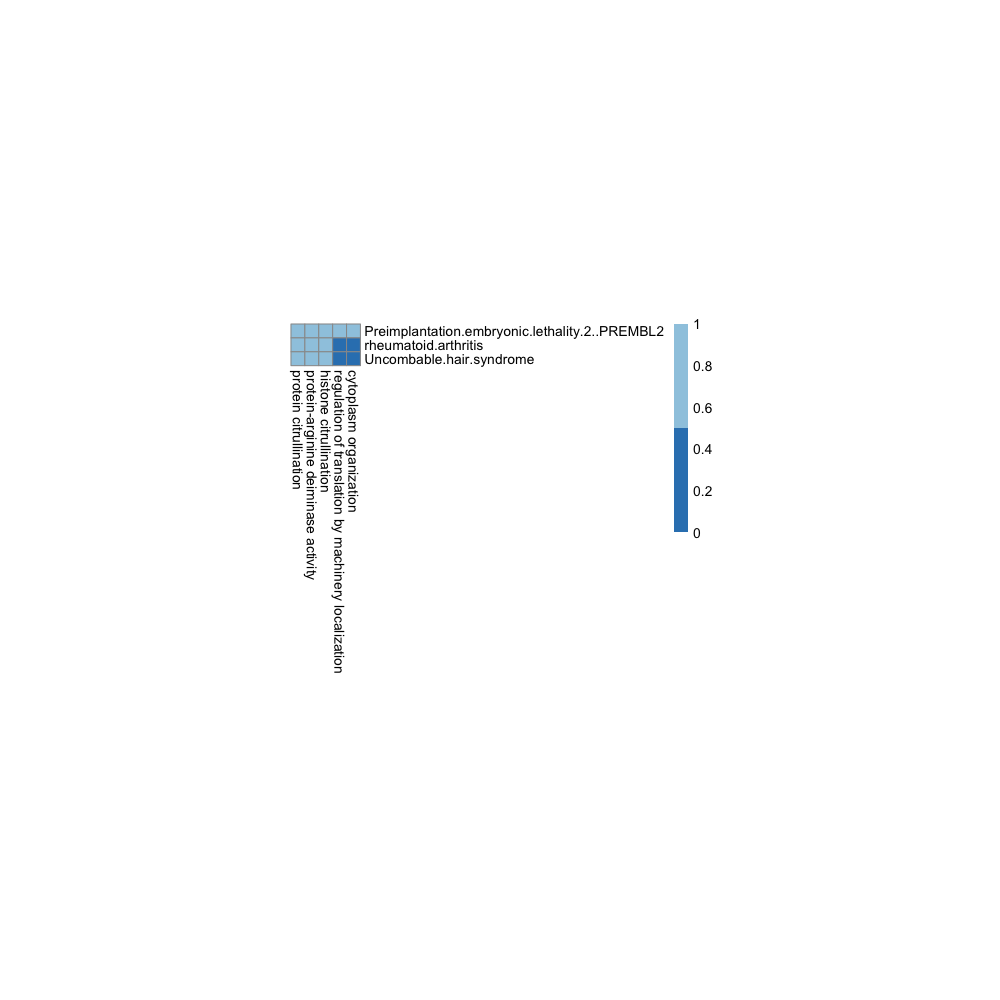 Preimplantation.embryonic.lethality.2..PREMBL2
rheumatoid.arthritis
Uncombable.hair.syndrome
protein citrullination
protein-arginine deiminase activity
histone citrullination
regulation of translation by machinery localization
cytoplasm organization
1
0.8
0.6
0.4
0.2
0